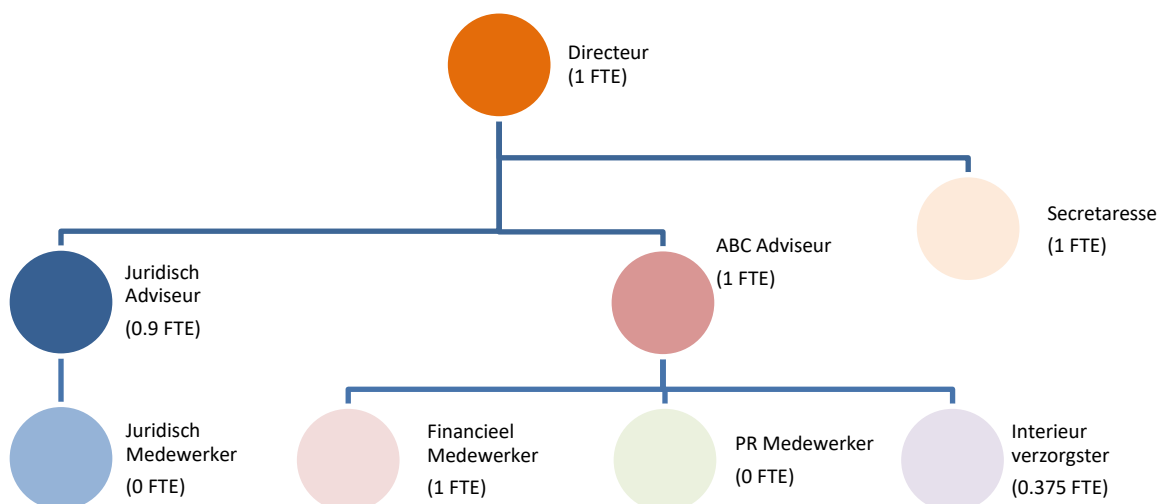 Directeur
(1 FTE)
Secretaresse
(1 FTE)
Juridisch
Adviseur
(0.9 FTE)
ABC Adviseur
(1 FTE)
Juridisch
Medewerker
(0 FTE)
Financieel
Medewerker
(1 FTE)
PR Medewerker
(0 FTE)
Interieur
verzorgster
(0.375 FTE)